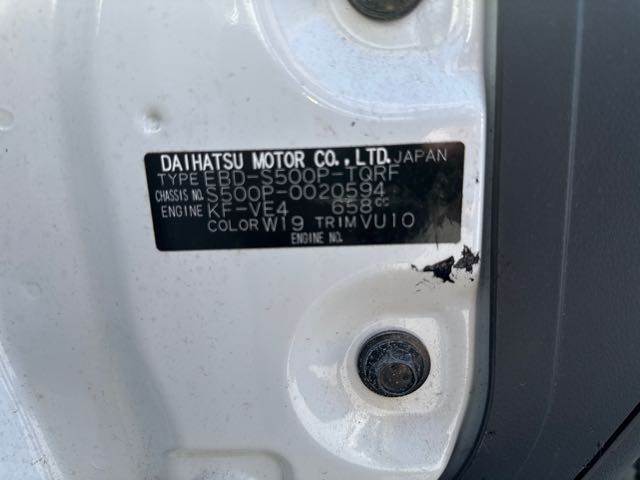 DAIHATSU MOTOR CO.,LTD. JAPAN
TYPE EBD-S500P-TQRF
CHASSIS NO. S500P-0020594
ENGINE KF-VE4 658cc
COLOR W19 TRIM VU10
ENGINE NO.